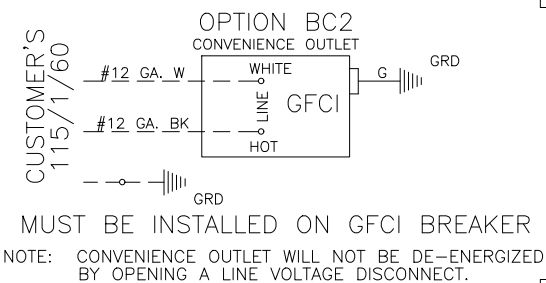 OPTION BC2
CONVENIENCE OUTLET
CUSTOMER'S
115/1/60
#12 GA. W
WHITE
G
GRD
LINE
GFCI
#12 GA. BK
HOT
GRD
MUST BE INSTALLED ON GFCI BREAKER
NOTE: CONVENIENCE OUTLET WILL NOT BE DE-ENERGIZED
BY OPENING A LINE VOLTAGE DISCONNECT.